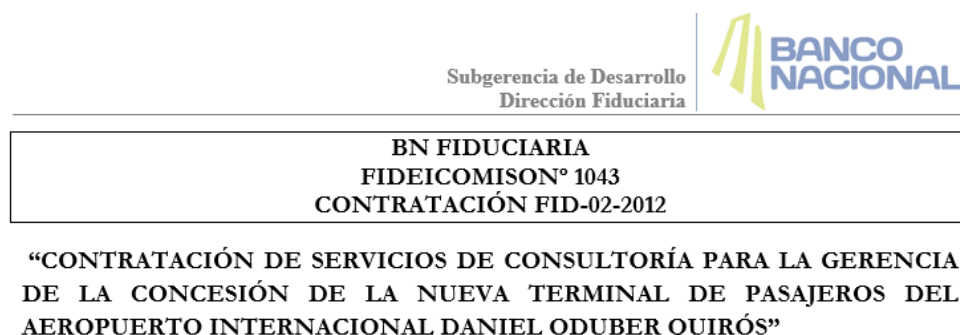 Subgerencia de Desarrollo
Dirección Fiduciaria
BANCO
NACIONAL
BN FIDUCIARIA
FIDEICOMISONº 1043
CONTRATACIÓN FID-02-2012
“CONTRATACIÓN DE SERVICIOS DE CONSULTORÍA PARA LA GERENCIA
DE LA CONCESIÓN DE LA NUEVA TERMINAL DE PASAJEROS DEL
AEROPUERTO INTERNACIONAL DANIEL ODUBER QUIRÓS”